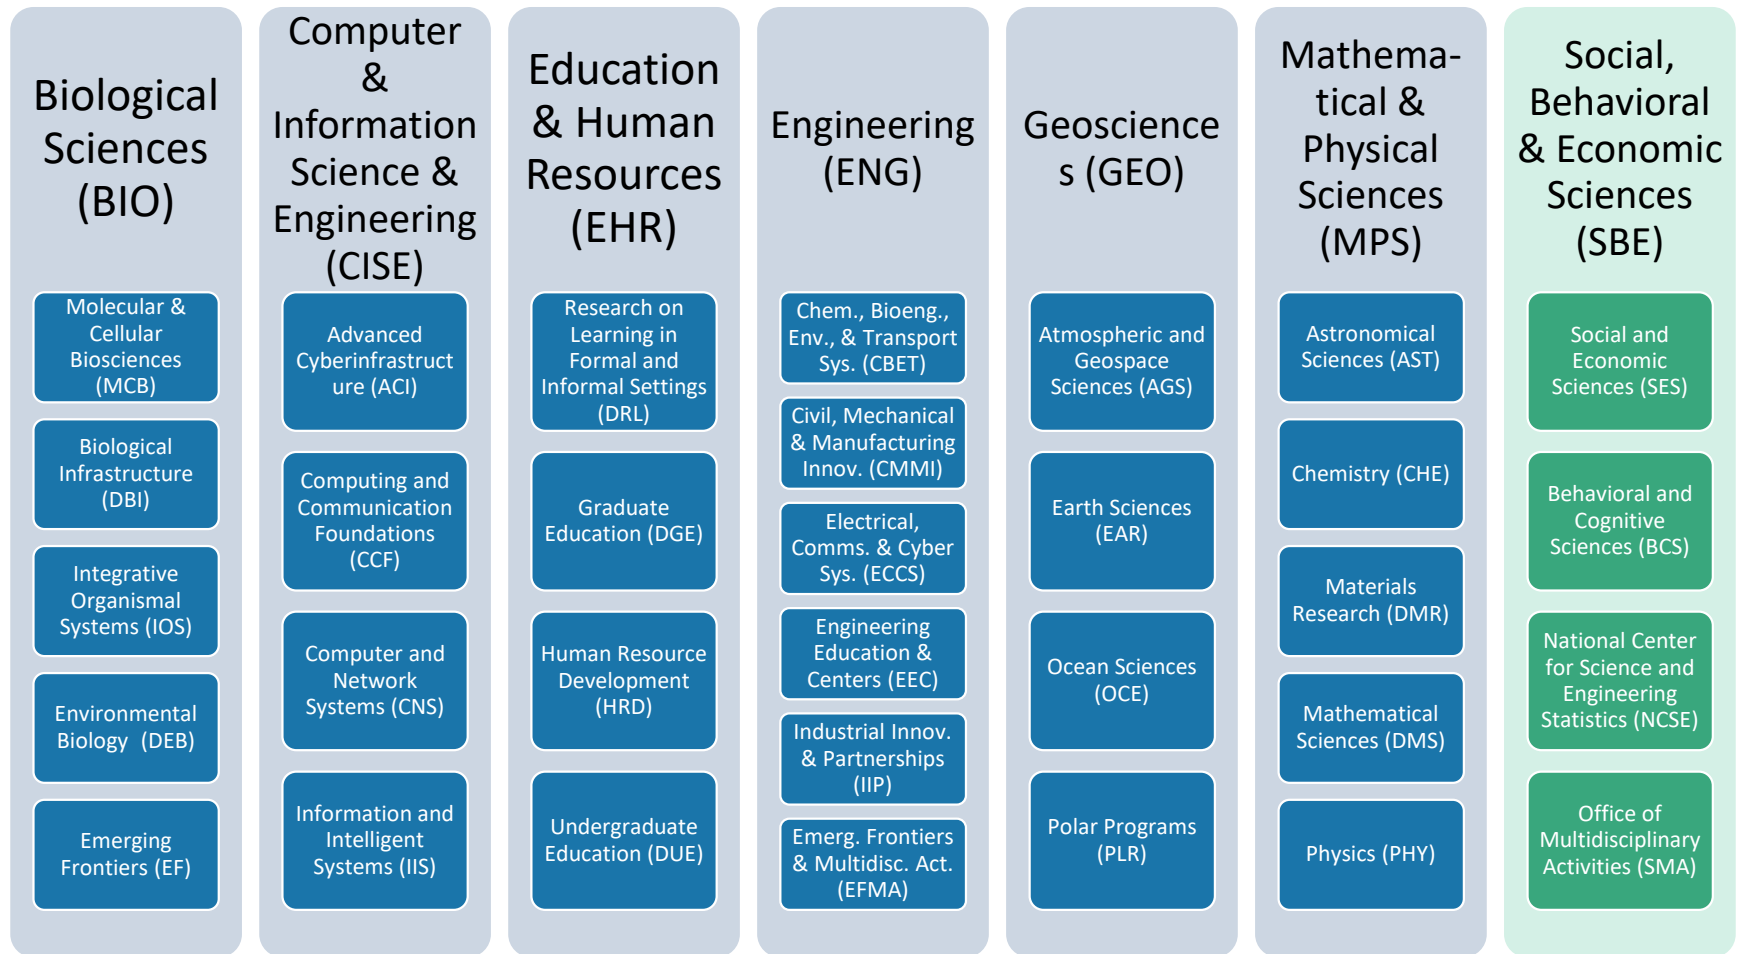 Biological
Sciences
(BIO)
Molecular &
Cellular
Biosciences
(MCB)
Biological
Infrastructure
(DBI)
Integrative
Organismal
Systems (IOS)
Environmental
Biology (DEB)
Emerging
Frontiers (EF)
Computer
&
Information
Science &
Engineering
(CISE)
Advanced
Cyberinfrastruct
ure (ACI)
Computing and
Communication
Foundations
(CCF)
Computer and
Network
Systems (CNS)
Information and
Intelligent
Systems (IIS)
Education
& Human
Resources
(EHR)
Research on
Learning in
Formal and
Informal Settings
(DRL)
Graduate
Education (DGE)
Human Resource
Development
(HRD)
Undergraduate
Education (DUE)
Engineering
(ENG)
Chem., Bioeng.,
Env., & Transport
Sys. (CBET)
Civil, Mechanical
& Manufacturing
Innov. (CMMI)
Electrical,
Comms. & Cyber
Sys. (ECCS)
Engineering
Education &
Centers (EEC)
Industrial Innov.
& Partnerships
(IIP)
Emerg. Frontiers
& Multidisc. Act.
(EFMA)
Geoscience
s (GEO)
Atmospheric and
Geospace
Sciences (AGS)
Earth Sciences
(EAR)
Ocean Sciences
(OCE)
Polar Programs
(PLR)
Mathema-
tical &
Physical
Sciences
(MPS)
Astronomical
Sciences (AST)
Chemistry (CHE)
Materials
Research (DMR)
Mathematical
Sciences (DMS)
Physics (PHY)
Social,
Behavioral
& Economic
Sciences
(SBE)
Social and
Economic
Sciences (SES)
Behavioral and
Cognitive
Sciences (BCS)
National Center
for Science and
Engineering
Statistics (NCSE)
Office of
Multidisciplinary
Activities (SMA)